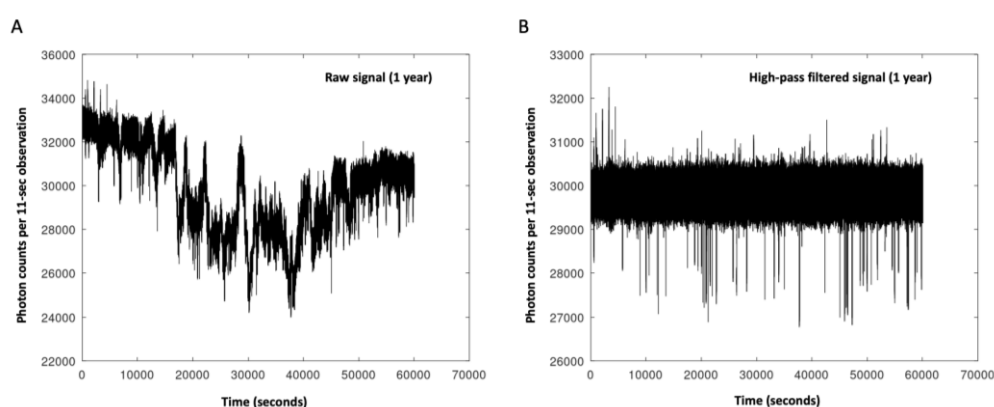 A
Photon counts per 11-sec observation
36000
34000
32000
30000
28000
26000
24000
22000
Raw signal (1 year)
0 10000 20000 30000 40000 50000 60000 70000
Time (seconds)
B
Photon counts per 11-sec observation
33000
32000
31000
30000
29000
28000
27000
26000
High-pass filtered signal (1 year)
0 10000 20000 30000 40000 50000 60000 70000
Time (seconds)